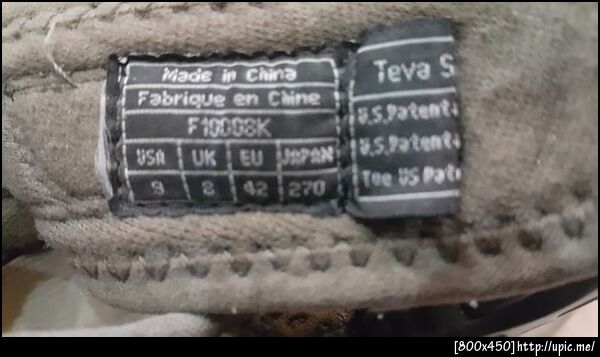 Made in China
Fabrique en Chine
F10008K
USA UK EU JAPAN
9 8 42 270
Teva S
U.S.Patent
U.S.Patent
Toe US Pat
[800x450]http://upic.me/